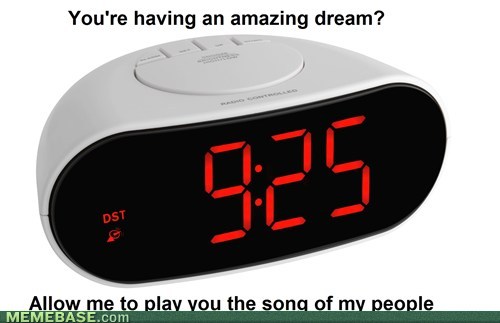 You're having an amazing dream?
RADIO CONTROLLED
9:25
DST
Allow me to play you the song of my people
MEMEBASE.com